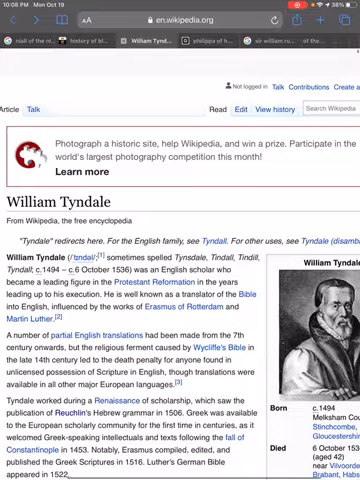 10:08 PM Mon Oct 19
38%
AA
en.wikipedia.org
niall of the ni
history of bl
William Tynd...
philippa of h
sir william ru
of the...
Not logged in Talk Contributions Create a
Article Talk Read Edit View history Search Wikipedia
Photograph a historic site, help Wikipedia, and win a prize. Participate in the
world's largest photography competition this month!
Learn more
William Tyndale
From Wikipedia, the free encyclopedia
"Tyndale" redirects here. For the English family, see Tyndall. For other uses, see Tyndale (disamb
William Tyndale (/ˈtɪndəl/;[1] sometimes spelled Tynsdale, Tindall, Tindill,
Tyndall; c. 1494 – c. 6 October 1536) was an English scholar who
became a leading figure in the Protestant Reformation in the years
leading up to his execution. He is well known as a translator of the Bible
into English, influenced by the works of Erasmus of Rotterdam and
Martin Luther.[2]
A number of partial English translations had been made from the 7th
century onwards, but the religious ferment caused by Wycliffe's Bible in
the late 14th century led to the death penalty for anyone found in
unlicensed possession of Scripture in English, though translations were
available in all other major European languages.[3]
Tyndale worked during a Renaissance of scholarship, which saw the
publication of Reuchlin's Hebrew grammar in 1506. Greek was available
to the European scholarly community for the first time in centuries, as it
welcomed Greek-speaking intellectuals and texts following the fall of
Constantinople in 1453. Notably, Erasmus compiled, edited, and
published the Greek Scriptures in 1516. Luther's German Bible
appeared in 1522
William Tyndale
Born c. 1494
Melksham Cou
Stinchcombe,
Gloucestershir
Died 6 October 153
(aged 42)
near Vilvoorde
Brabant, Habs